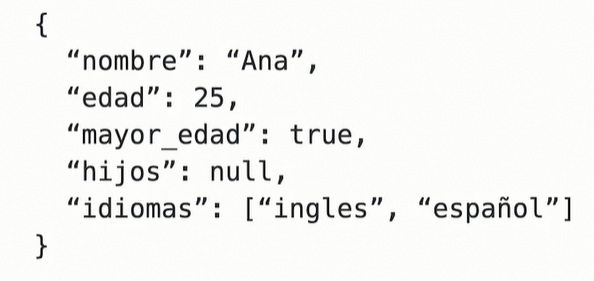 {
  “nombre”: “Ana”,
  “edad”: 25,
  “mayor_edad”: true,
  “hijos”: null,
  “idiomas”: [“ingles”, “español”]
}